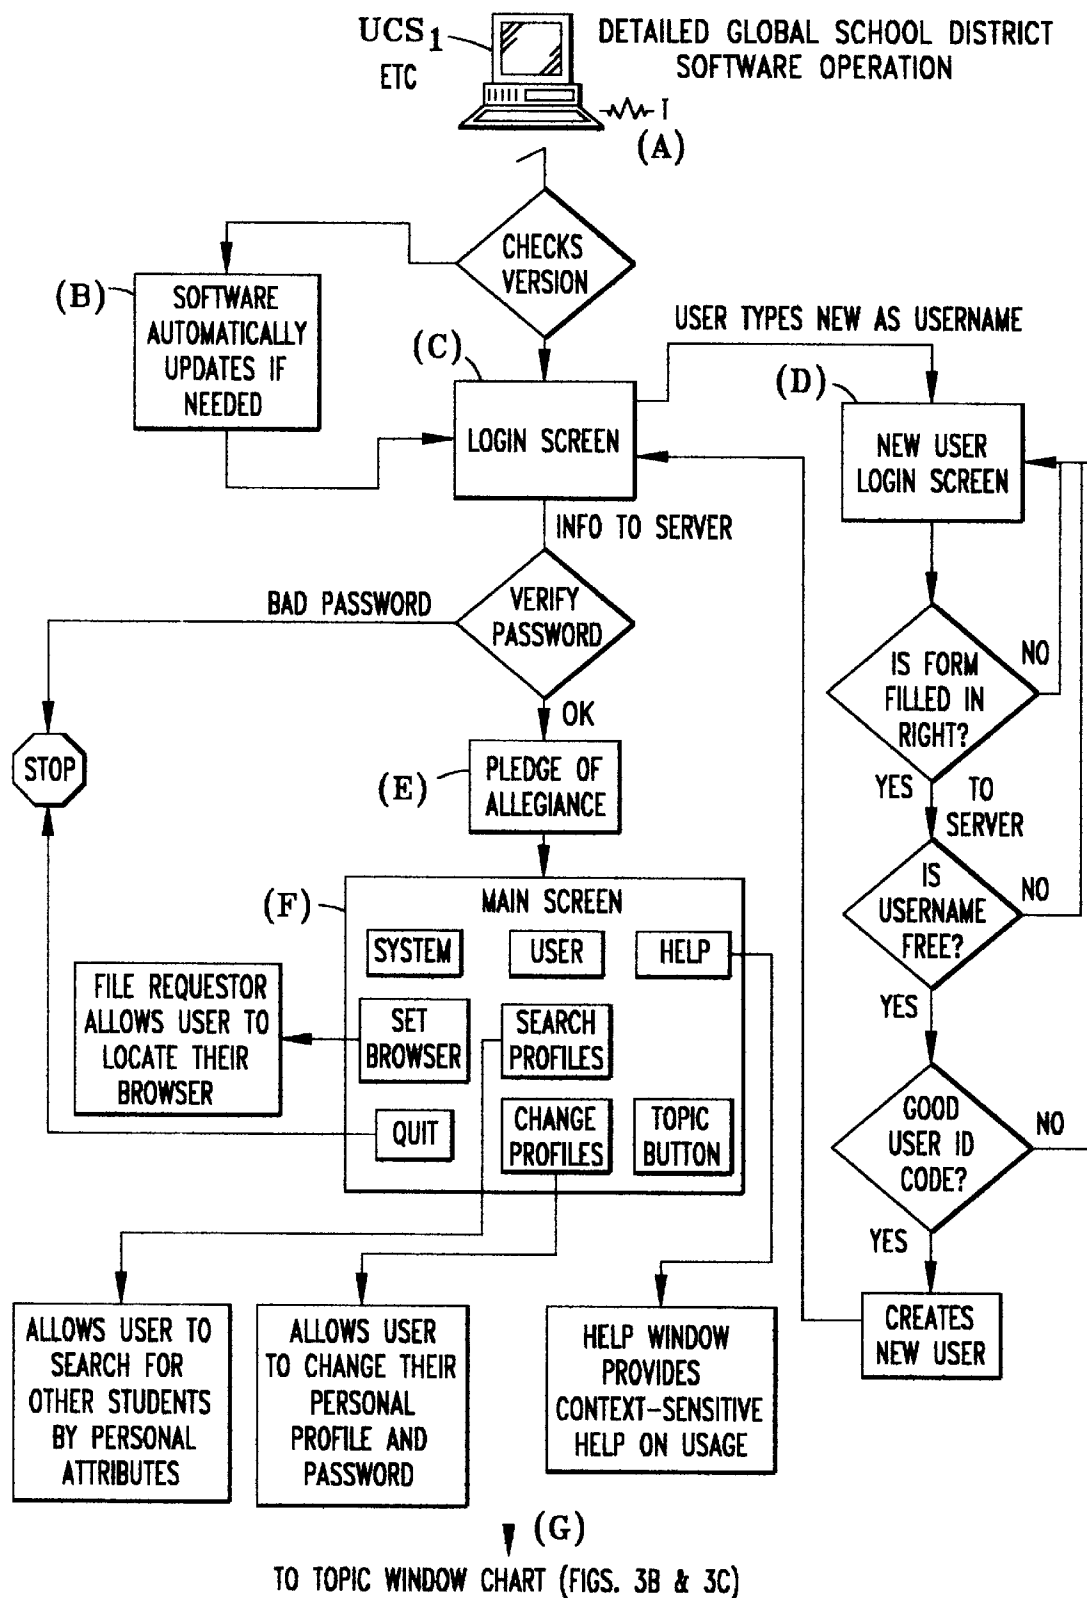 UCS1
ETC
DETAILED GLOBAL SCHOOL DISTRICT
SOFTWARE OPERATION
I
(A)
CHECKS
VERSION
(B)
SOFTWARE
AUTOMATICALLY
UPDATES IF
NEEDED
(C)
LOGIN SCREEN
USER TYPES NEW AS USERNAME
(D)
NEW USER
LOGIN SCREEN
INFO TO SERVER
VERIFY
PASSWORD
BAD PASSWORD
OK
STOP
(E)
PLEDGE OF
ALLEGIANCE
IS FORM
FILLED IN
RIGHT?
NO
YES
TO
SERVER
IS
USERNAME
FREE?
NO
YES
GOOD
USER ID
CODE?
NO
YES
CREATES
NEW USER
(F)
MAIN SCREEN
SYSTEM
USER
HELP
SET
BROWSER
SEARCH
PROFILES
QUIT
CHANGE
PROFILES
TOPIC
BUTTON
FILE REQUESTOR
ALLOWS USER TO
LOCATE THEIR
BROWSER
ALLOWS USER TO
SEARCH FOR
OTHER STUDENTS
BY PERSONAL
ATTRIBUTES
ALLOWS USER
TO CHANGE THEIR
PERSONAL
PROFILE AND
PASSWORD
HELP WINDOW
PROVIDES
CONTEXT-SENSITIVE
HELP ON USAGE
(G)
TO TOPIC WINDOW CHART (FIGS. 3B & 3C)